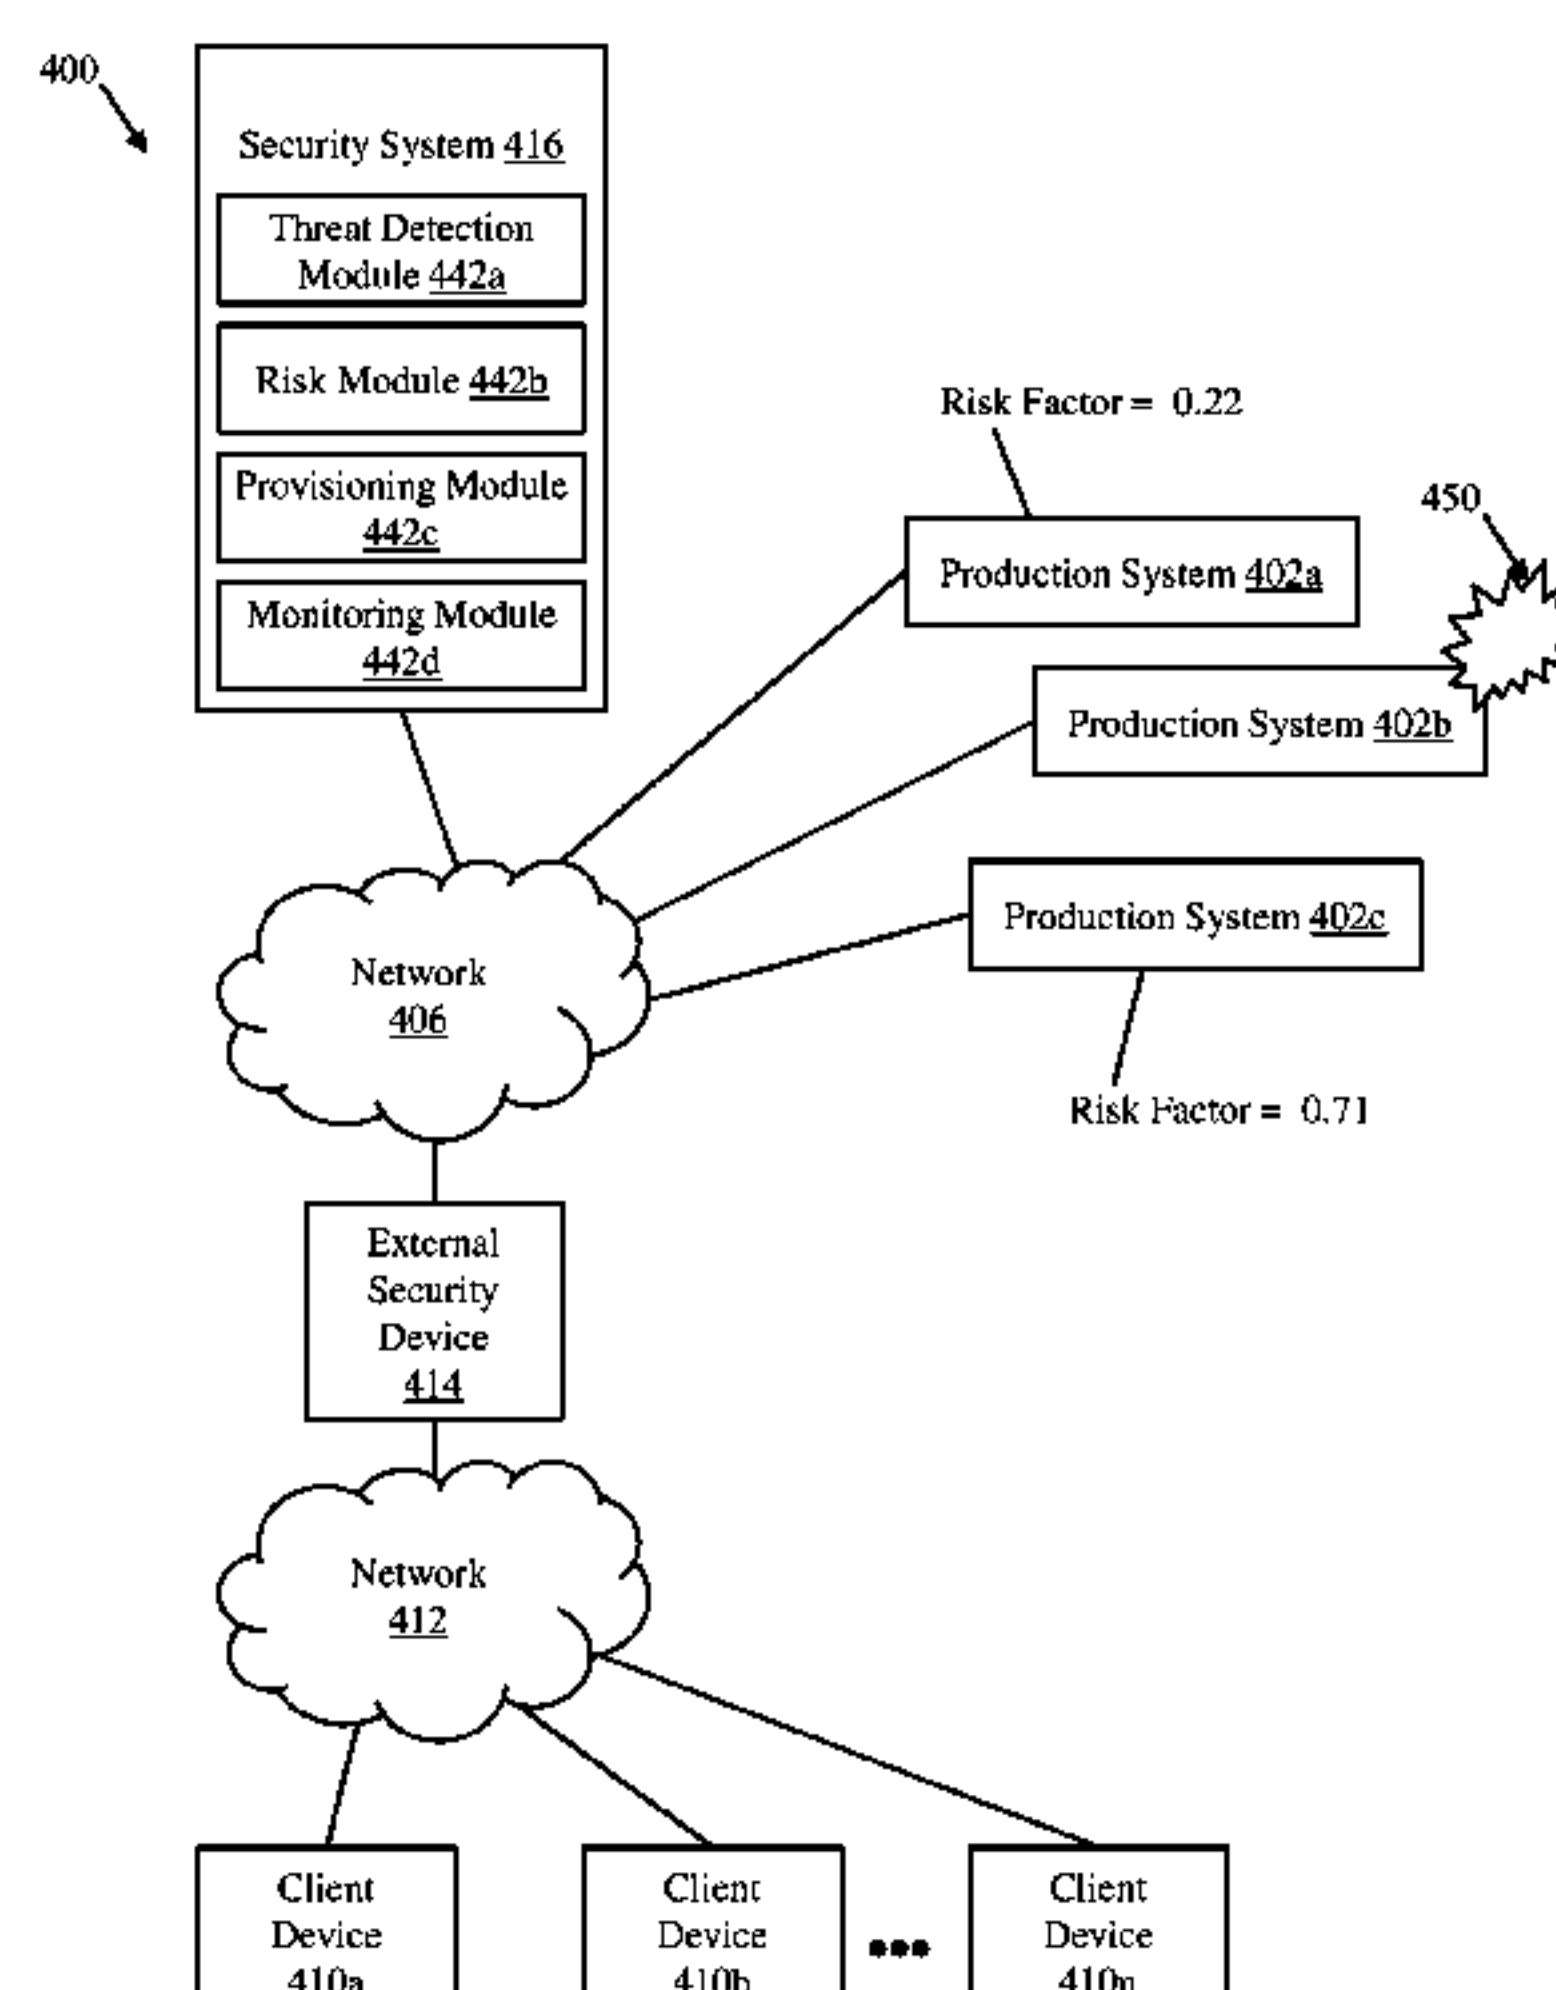 400
Security System 416
Threat Detection
Module 442a
Risk Module 442b
Provisioning Module
442c
Monitoring Module
442d
Risk Factor = 0.22
450
Production System 402a
Production System 402b
Production System 402c
Risk Factor = 0.71
Network
406
External
Security
Device
414
Network
412
Client
Device
410a
Client
Device
410b
•••
Client
Device
410n